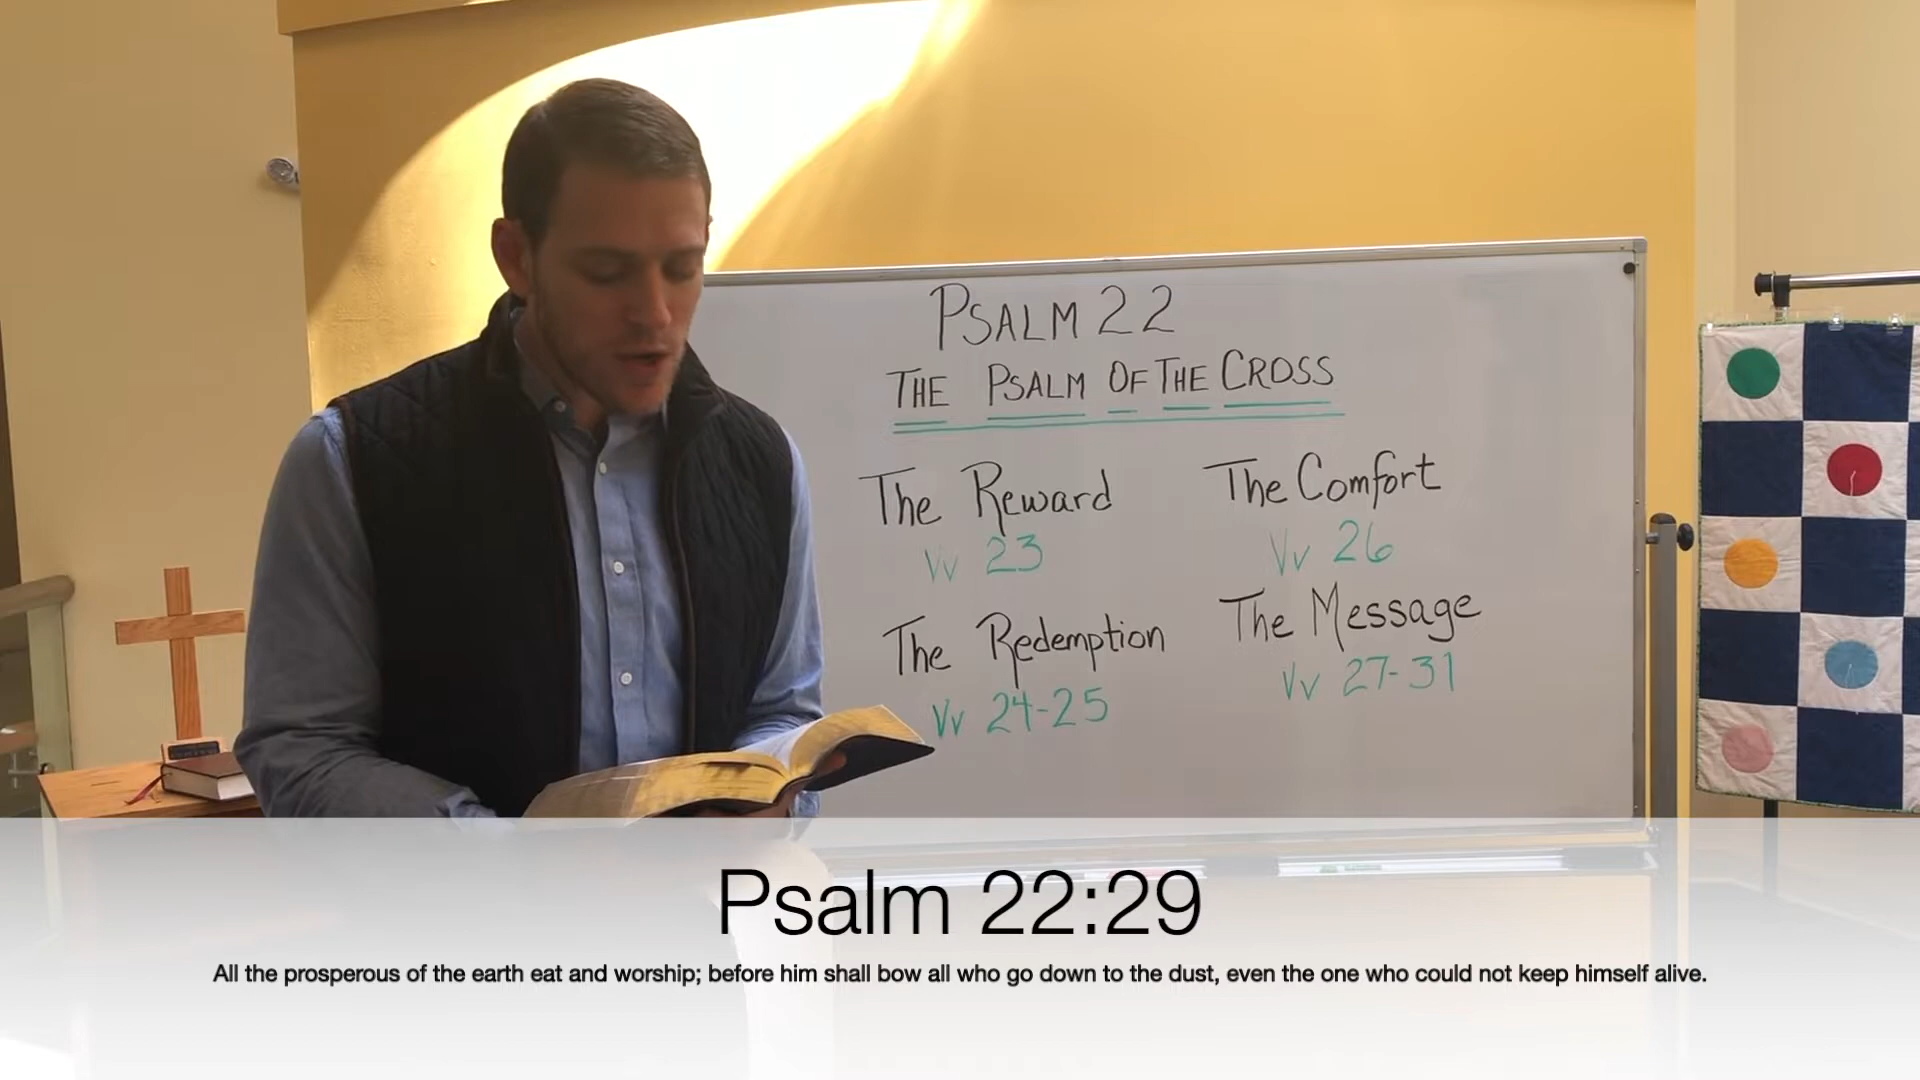 PSALM 22
THE PSALM OF THE CROSS
The Reward
Vv 23
The Redemption
Vv 24-25
The Comfort
Vv 26
The Message
Vv 27-31
Psalm 22:29
All the prosperous of the earth eat and worship; before him shall bow all who go down to the dust, even the one who could not keep himself alive.